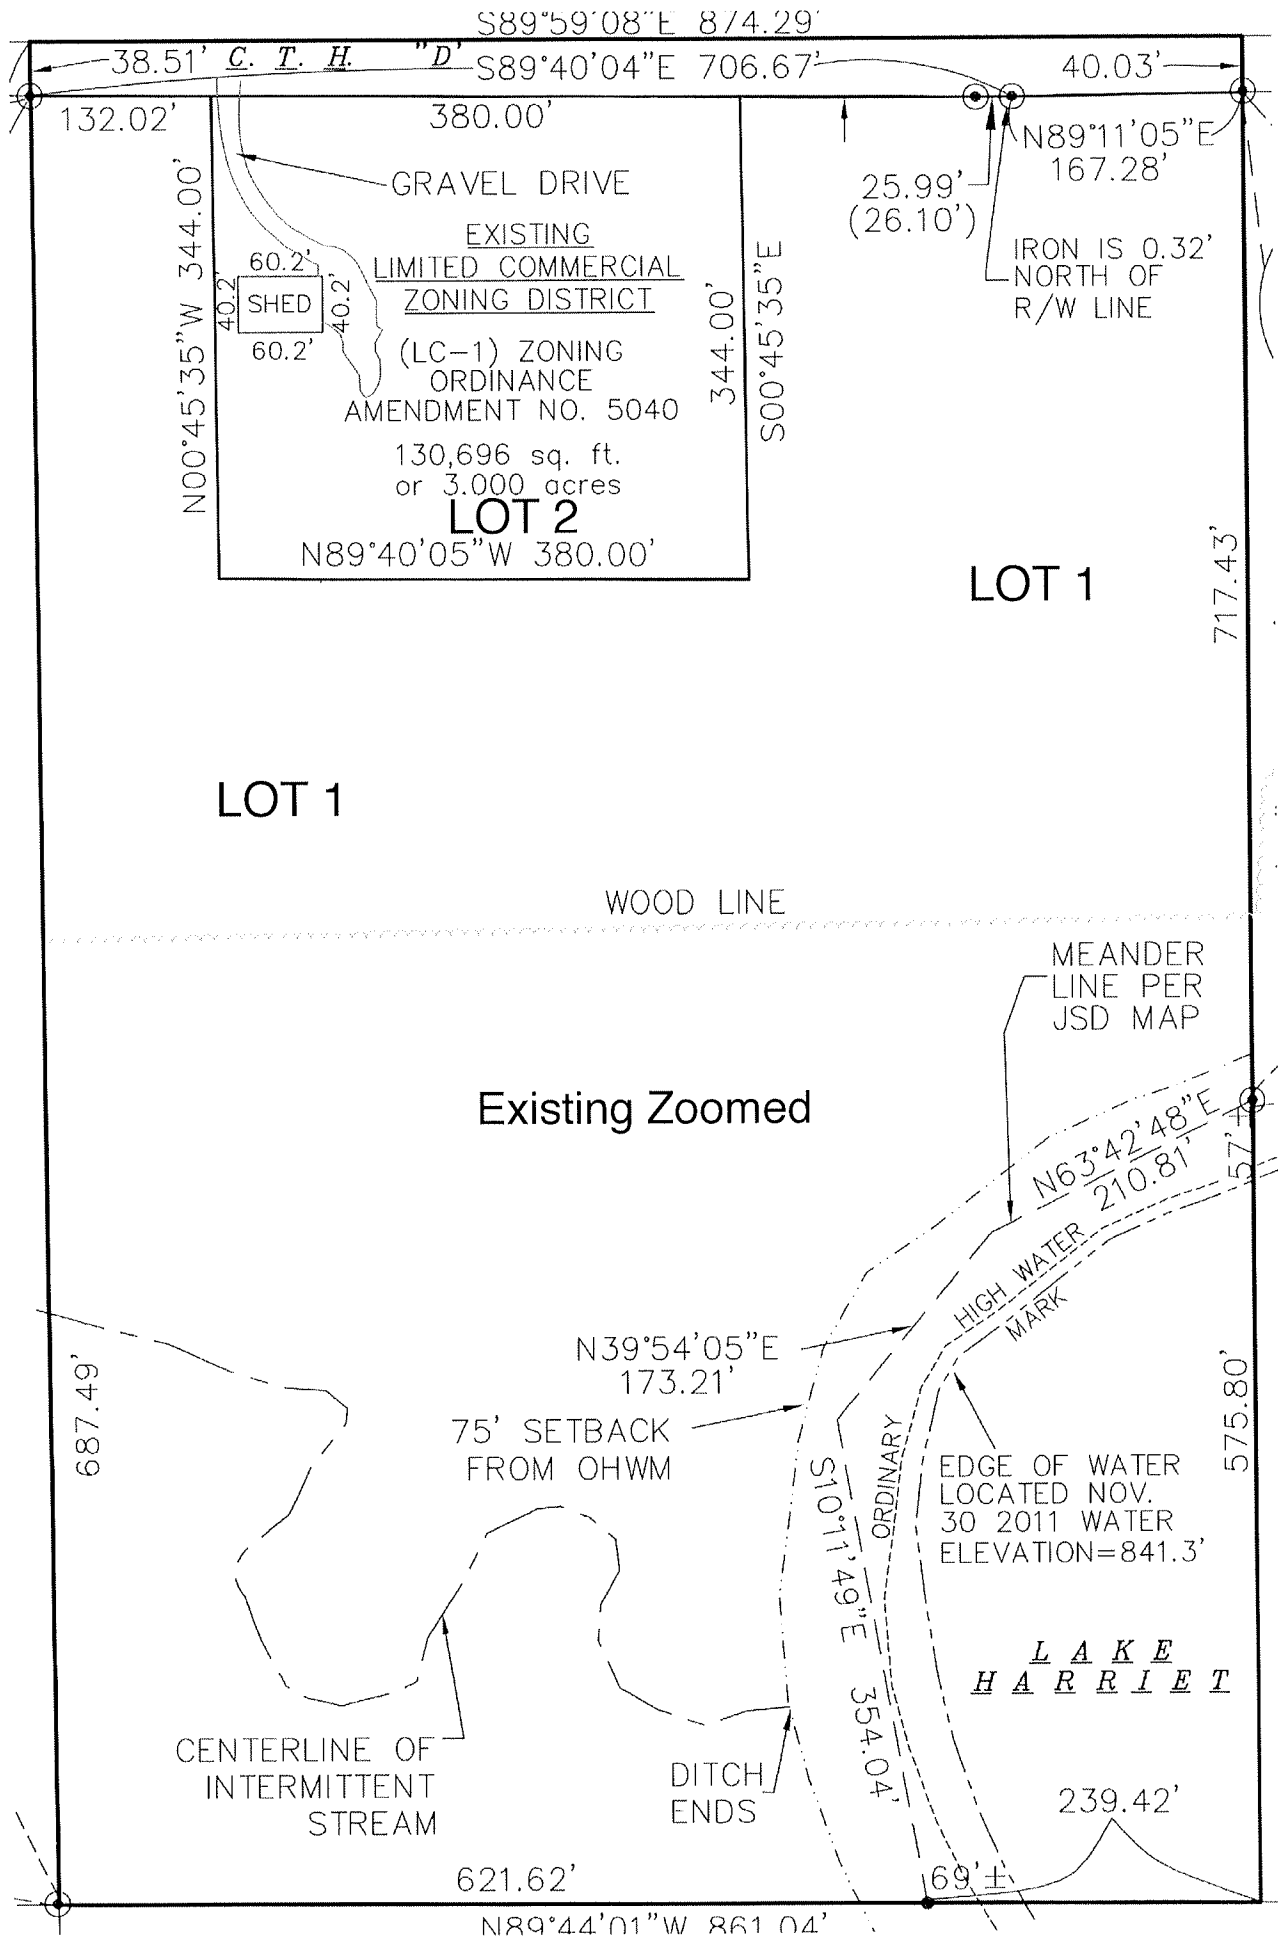 S89°59'08"E 874.29'
38.51' C. T. H. "D' S89°40'04"E 706.67' 40.03'
132.02' 380.00'
N89°11'05"E
167.28'
25.99'
(26.10')
GRAVEL DRIVE
N00°45'35"W 344.00'
EXISTING
LIMITED COMMERCIAL
ZONING DISTRICT
(LC-1) ZONING
ORDINANCE
AMENDMENT NO. 5040
130,696 sq. ft.
or 3.000 acres
LOT 2
N89°40'05"W 380.00'
60.2'
40.2'
SHED
40.2'
60.2'
344.00'
S00°45'35"E
IRON IS 0.32'
NORTH OF
R/W LINE
LOT 1
717.43'
LOT 1
WOOD LINE
MEANDER
LINE PER
JSD MAP
Existing Zoomed
N63°42'48"E
210.81'
57'±
HIGH WATER
MARK
N39°54'05"E
173.21'
75' SETBACK
FROM OHWM
687.49'
ORDINARY
S10°11'49"E 354.04'
575.80'
EDGE OF WATER
LOCATED NOV.
30 2011 WATER
ELEVATION=841.3'
LAKE
HARRIET
CENTERLINE OF
INTERMITTENT
STREAM
DITCH
ENDS
239.42'
621.62'
69'±
N89°44'01"W 861.04'